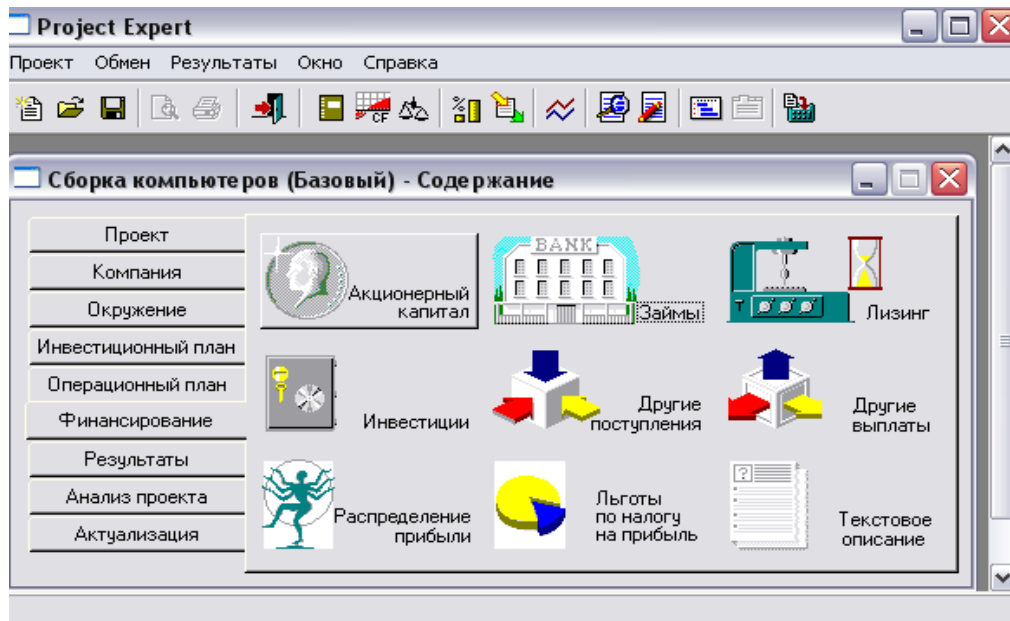 Project Expert
Проект Обмен Результаты Окно Справка
CF
Сборка компьютеров (Базовый) - Содержание
Проект
Компания
Окружение
Инвестиционный план
Операционный план
Финансирование
Результаты
Анализ проекта
Актуализация
Акционерный
капитал
BANK
Займы
Лизинг
Инвестиции
Другие
поступления
Другие
выплаты
Распределение
прибыли
Льготы
по налогу
на прибыль
?
Текстовое
описание